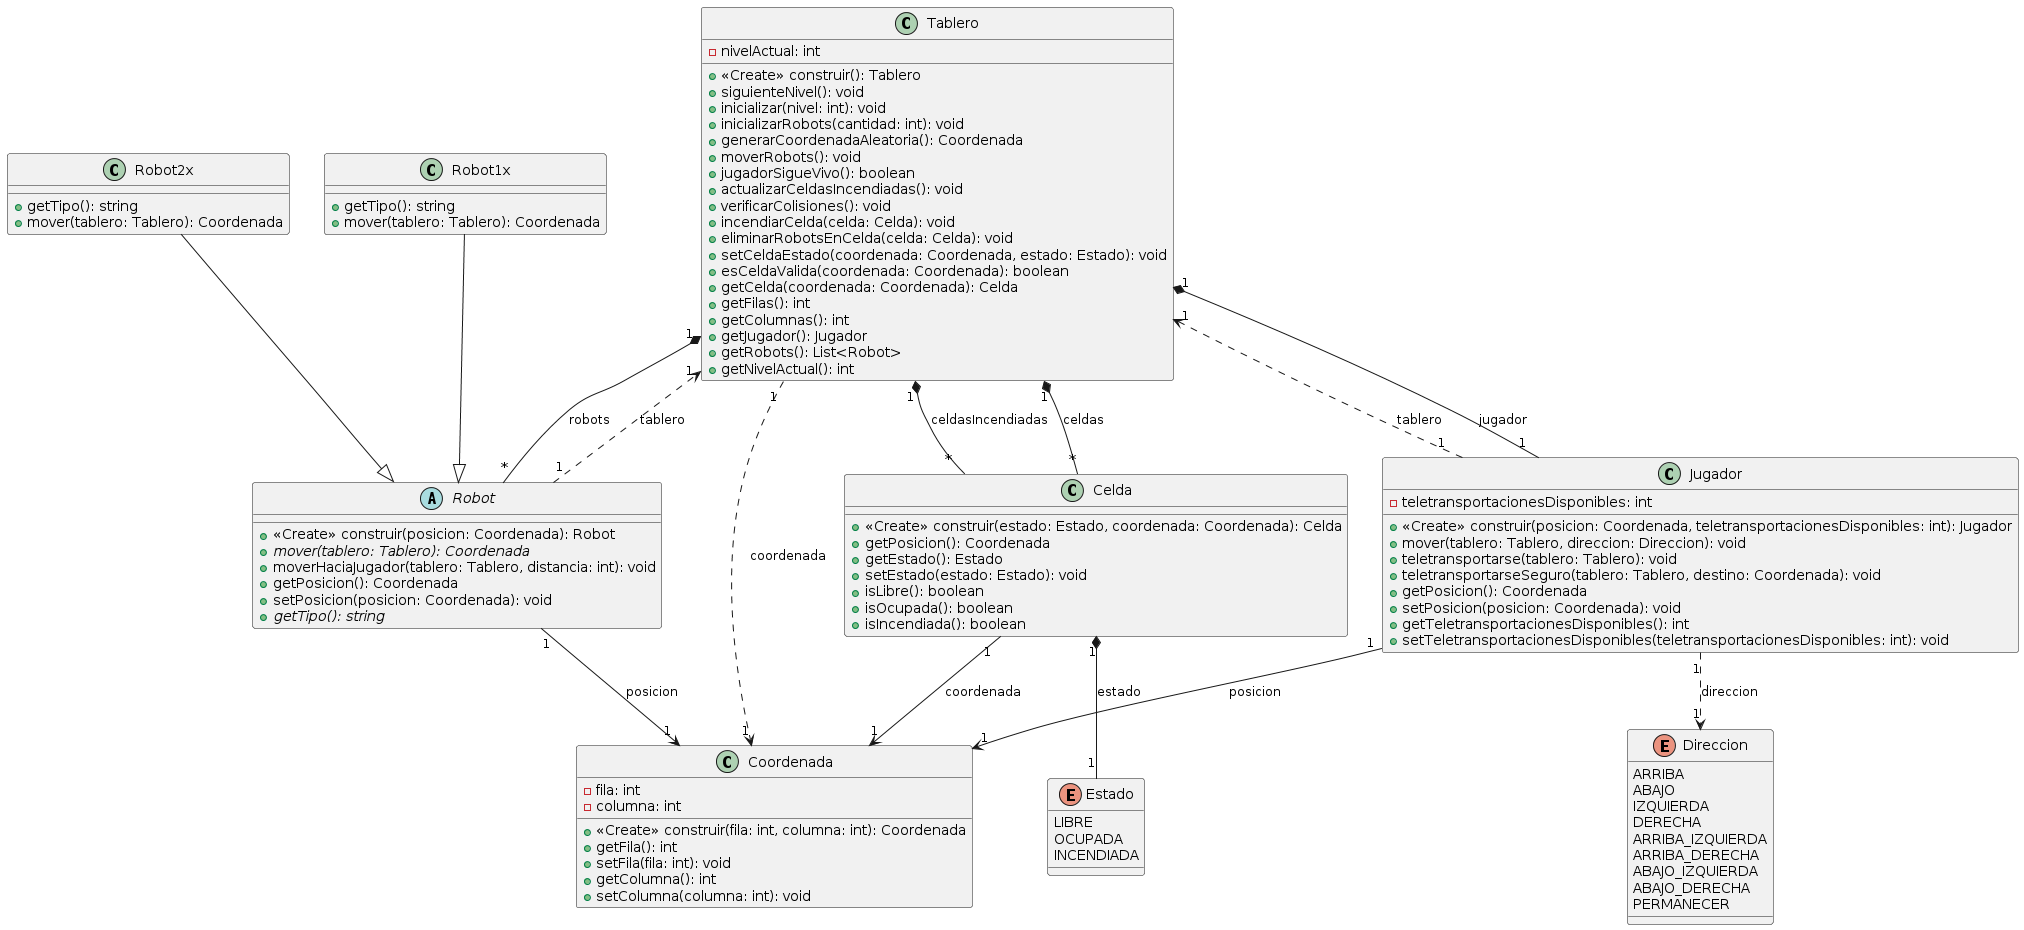 C Tablero
nivelActual: int
«Create» construir(): Tablero
siguienteNivel(): void
inicializar(nivel: int): void
inicializarRobots(cantidad: int): void
generarCoordenadaAleatoria(): Coordenada
moverRobots(): void
jugadorSigueVivo(): boolean
actualizarCeldasIncendiadas(): void
verificarColisiones(): void
incendiarCelda(celda: Celda): void
eliminarRobotsEnCelda(celda: Celda): void
setCeldaEstado(coordenada: Coordenada, estado: Estado): void
esCeldaValida(coordenada: Coordenada): boolean
getCelda(coordenada: Coordenada): Celda
getFilas(): int
getColumnas(): int
getJugador(): Jugador
getRobots(): List<Robot>
getNivelActual(): int
C Robot2x
getTipo(): string
mover(tablero: Tablero): Coordenada
C Robot1x
getTipo(): string
mover(tablero: Tablero): Coordenada
1
1
1
1
1
1
1
robots
tablero
celdasIncendiadas
celdas
tablero
jugador
*
1
*
*
1
1
A Robot
«Create» construir(posicion: Coordenada): Robot
mover(tablero: Tablero): Coordenada
moverHaciaJugador(tablero: Tablero, distancia: int): void
getPosicion(): Coordenada
setPosicion(posicion: Coordenada): void
getTipo(): string
coordenada
C Celda
«Create» construir(estado: Estado, coordenada: Coordenada): Celda
getPosicion(): Coordenada
getEstado(): Estado
setEstado(estado: Estado): void
isLibre(): boolean
isOcupada(): boolean
isIncendiada(): boolean
C Jugador
teletransportacionesDisponibles: int
«Create» construir(posicion: Coordenada, teletransportacionesDisponibles: int): Jugador
mover(tablero: Tablero, direccion: Direccion): void
teletransportarse(tablero: Tablero): void
teletransportarseSeguro(tablero: Tablero, destino: Coordenada): void
getPosicion(): Coordenada
setPosicion(posicion: Coordenada): void
getTeletransportacionesDisponibles(): int
setTeletransportacionesDisponibles(teletransportacionesDisponibles: int): void
1
1
1
1
1
posicion
coordenada
estado
posicion
direccion
1
1
1
1
1
1
C Coordenada
fila: int
columna: int
«Create» construir(fila: int, columna: int): Coordenada
getFila(): int
setFila(fila: int): void
getColumna(): int
setColumna(columna: int): void
E Estado
LIBRE
OCUPADA
INCENDIADA
E Direccion
ARRIBA
ABAJO
IZQUIERDA
DERECHA
ARRIBA_IZQUIERDA
ARRIBA_DERECHA
ABAJO_IZQUIERDA
ABAJO_DERECHA
PERMANECER